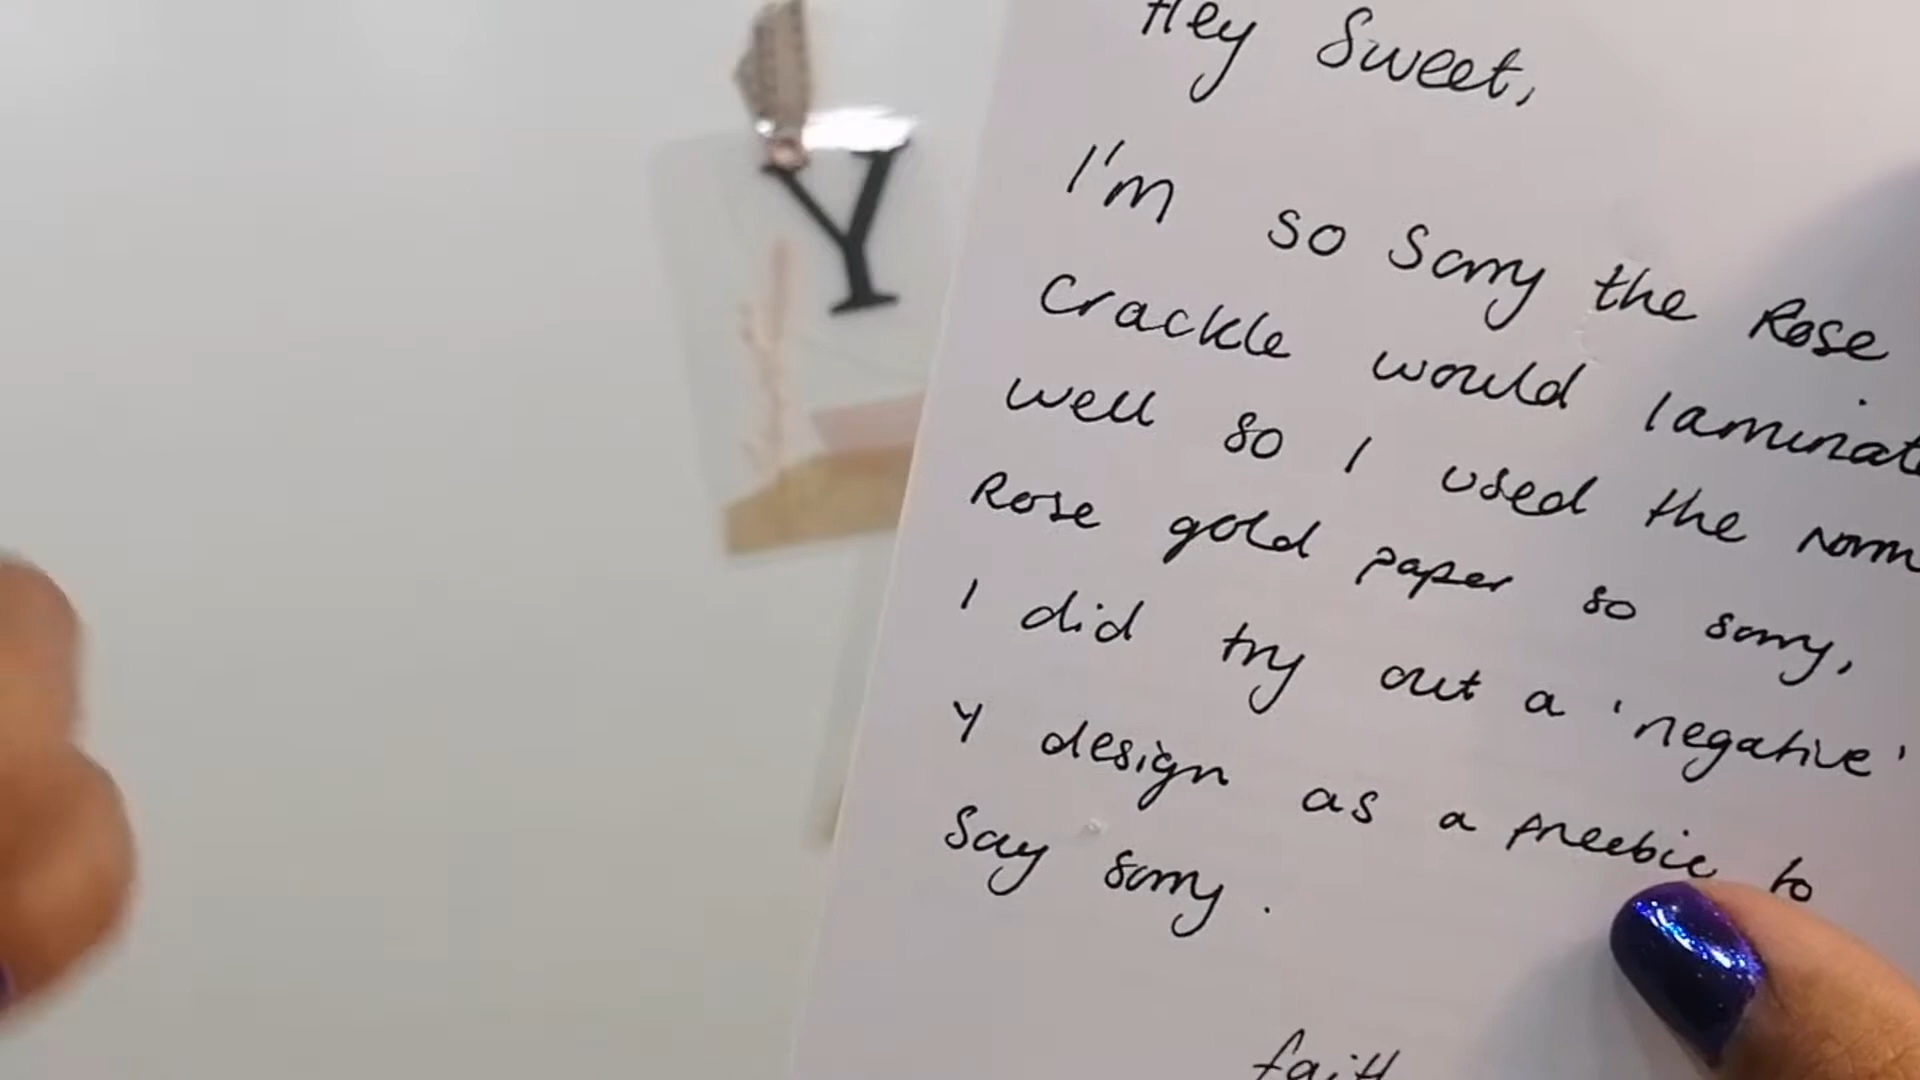 Hey Sweet,
I'm so sorry the Rose
Crackle would laminate
well so I used the norm
Rose gold paper so sorry,
I did try out a 'negative'
Y design as a freebie to
Say sorry.
faith
Y